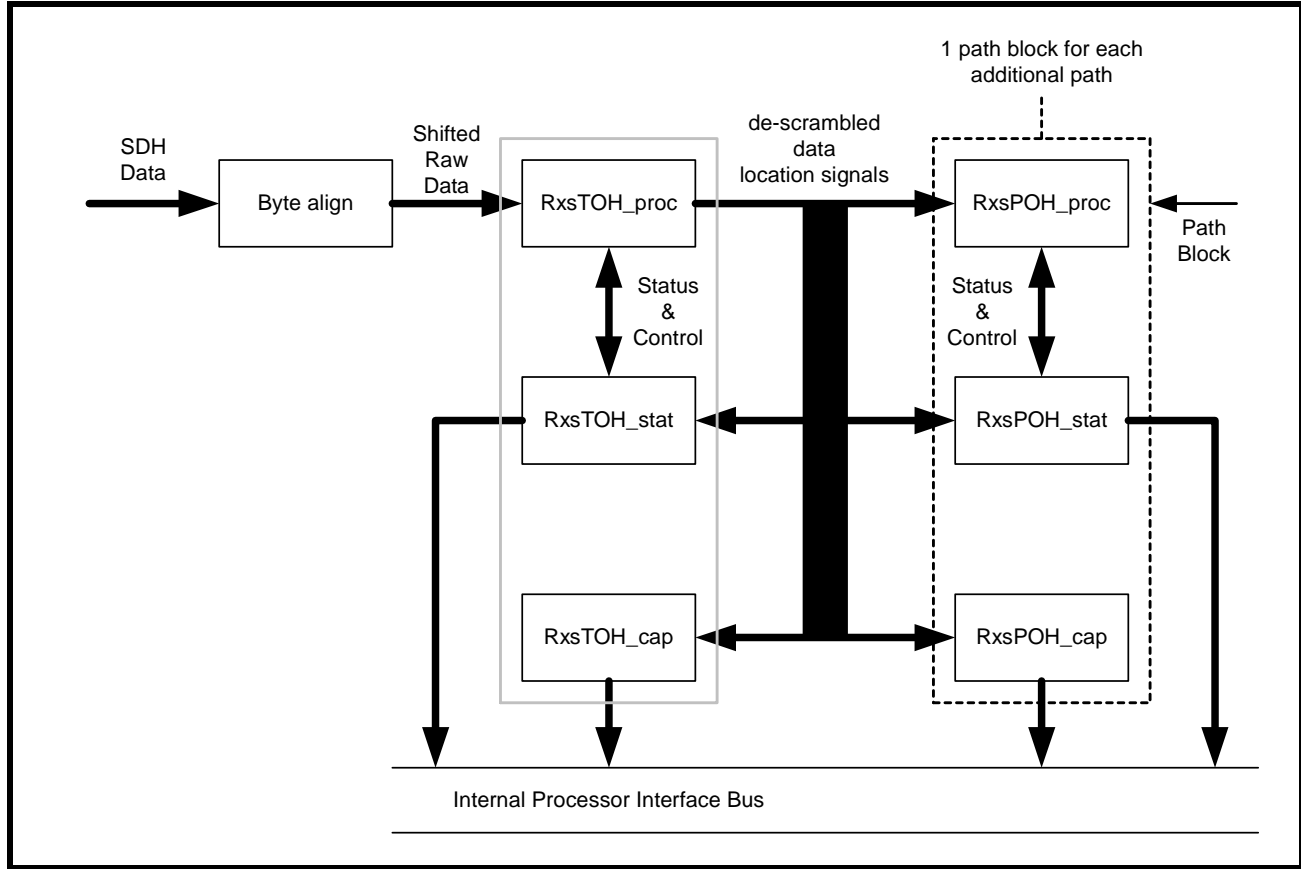 1 path block for each
additional path
SDH
Data
Shifted
Raw
Data
de-scrambled
data
location signals
Byte align
RxsTOH_proc
RxsPOH_proc
Path
Block
Status
&
Control
Status
&
Control
RxsTOH_stat
RxsPOH_stat
RxsTOH_cap
RxsPOH_cap
Internal Processor Interface Bus